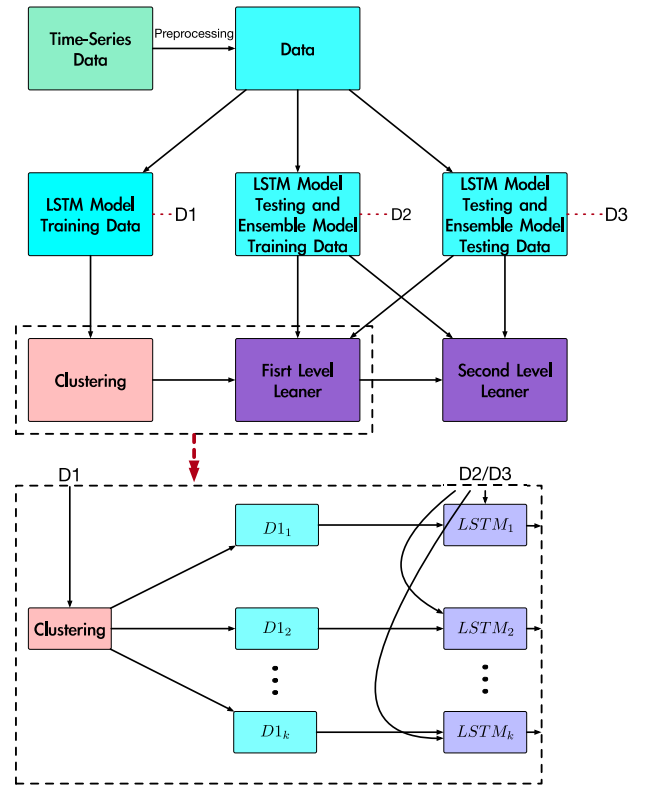 Time-Series
Data
Preprocessing
Data
LSTM Model
Training Data
D1
LSTM Model
Testing and
Ensemble Model
Training Data
D2
LSTM Model
Testing and
Ensemble Model
Testing Data
D3
Clustering
Fisrt Level
Leaner
Second Level
Leaner
D1
D2/D3
D1₁
LSTM₁
Clustering
D1₂
LSTM₂
D1ₖ
LSTMₖ